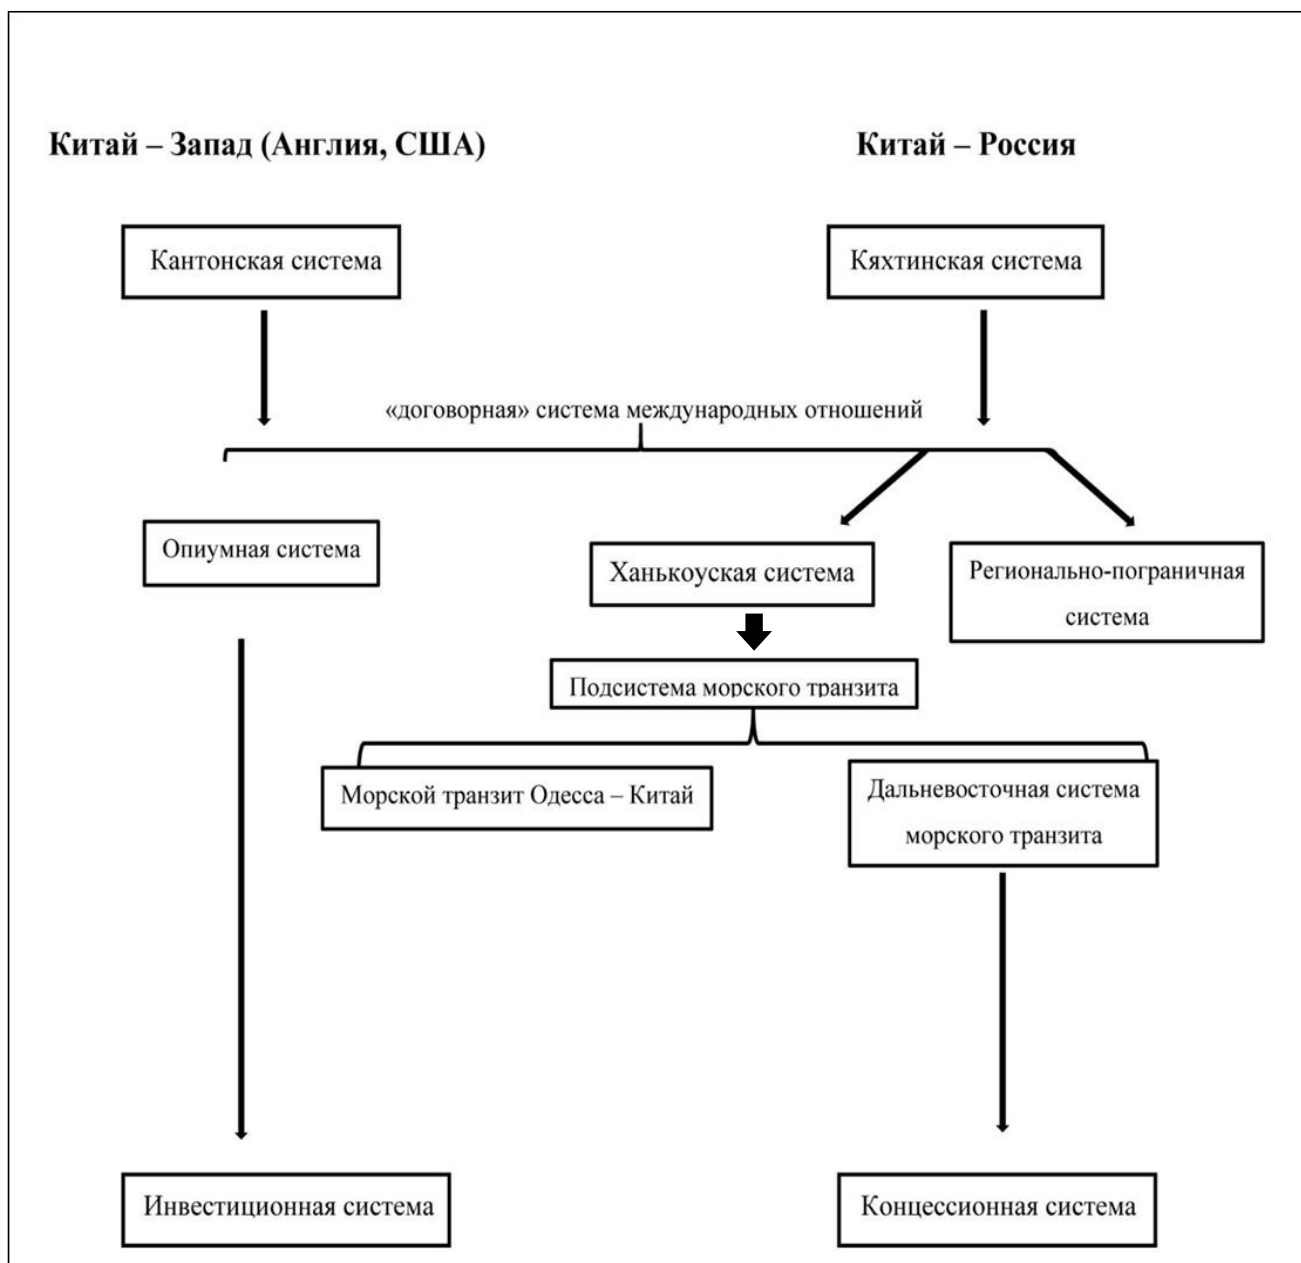 Китай – Запад (Англия, США)
Китай – Россия
Кантонская система
Кяхтинская система
«договорная» система международных отношений
Опиумная система
Ханькоуская система
Регионально-пограничная
система
Подсистема морского транзита
Морской транзит Одесса – Китай
Дальневосточная система
морского транзита
Инвестиционная система
Концессионная система